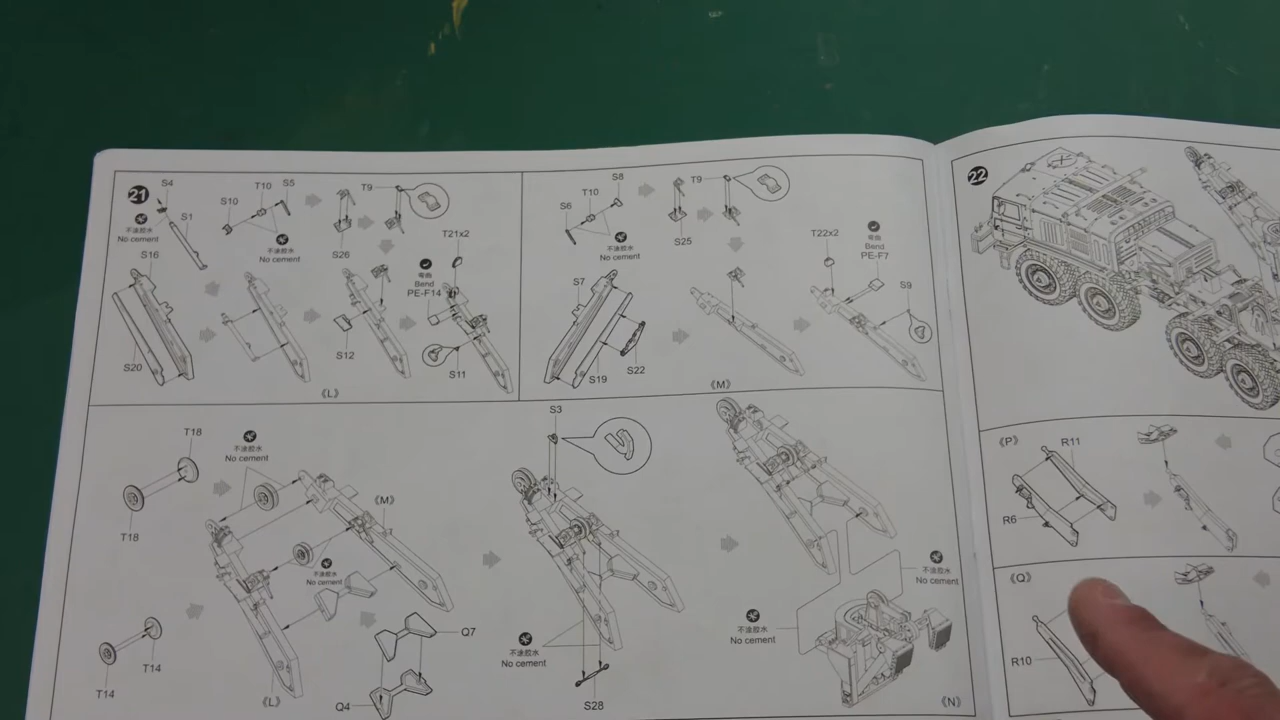 21
S4
不涂胶水
No cement
S1
S10
T10
S5
不涂胶水
No cement
S26
T9
T21x2
弯曲
Bend
PE-F14
S16
S20
S12
S11
《L》
S6
T10
S8
不涂胶水
No cement
S25
T9
T22x2
弯曲
Bend
PE-F7
S9
S7
S19
S22
《M》
T18
T18
不涂胶水
No cement
《M》
不涂胶水
No cement
T14
T14
《L》
Q7
Q4
S3
不涂胶水
No cement
S28
不涂胶水
No cement
不涂胶水
No cement
《N》
22
《P》
R11
R6
《Q》
R10